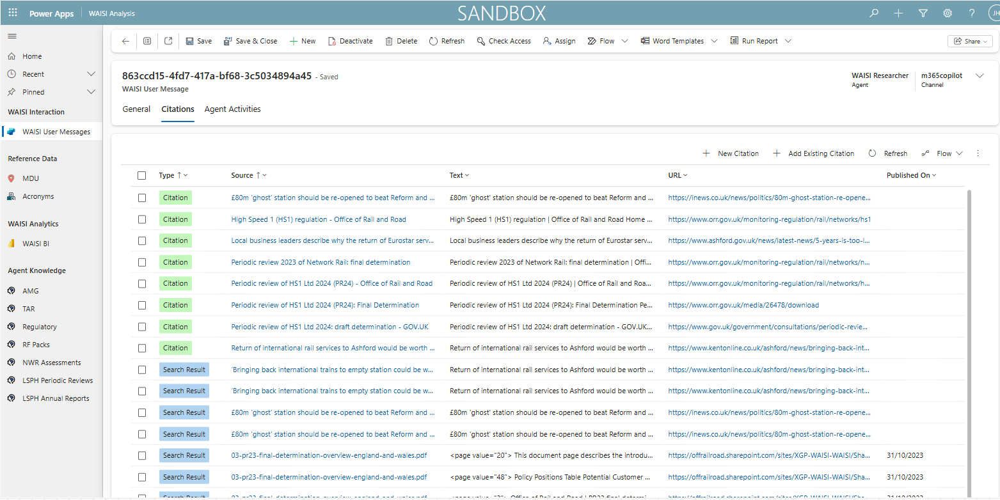 Power Apps WAISI Analysis SANDBOX JH
Save Save & Close New Deactivate Delete Refresh Check Access Assign Flow Word Templates Run Report Share
Home
Recent
Pinned
WAISI Interaction
WAISI User Messages
Reference Data
MDU
Acronyms
WAISI Analytics
WAISI BI
Agent Knowledge
AMG
TAR
Regulatory
RF Packs
NWR Assessments
LSPH Periodic Reviews
LSPH Annual Reports
863ccd15-4fd7-417a-bf68-3c5034894a45 - Saved
WAISI User Message
WAISI Researcher
Agent
m365copilot
Channel
General Citations Agent Activities
New Citation Add Existing Citation Refresh Flow
Type Source Text URL Published On
Citation £80m 'ghost' station should be re-opened to beat Reform and ... £80m 'ghost' station should be re-opened to beat Reform and ... https://inews.co.uk/news/politics/80m-ghost-station-re-opene...
Citation High Speed 1 (HS1) regulation - Office of Rail and Road High Speed 1 (HS1) regulation | Office of Rail and Road Home ... https://www.orr.gov.uk/monitoring-regulation/rail/networks/hs1
Citation Local business leaders describe why the return of Eurostar serv... Local business leaders describe why the return of Eurostar serv... https://www.ashford.gov.uk/news/latest-news/5-years-is-too-l...
Citation Periodic review 2023 of Network Rail: final determination Periodic review 2023 of Network Rail: final determination | Offi... https://www.orr.gov.uk/monitoring-regulation/rail/networks/n...
Citation Periodic review of HS1 Ltd 2024 (PR24) - Office of Rail and Road Periodic review of HS1 Ltd 2024 (PR24) | Office of Rail and Roa... https://www.orr.gov.uk/monitoring-regulation/rail/networks/h...
Citation Periodic review of HS1 Ltd 2024 (PR24): Final Determination Periodic review of HS1 Ltd 2024 (PR24): Final Determination Pe... https://www.orr.gov.uk/media/26478/download
Citation Periodic review of HS1 Ltd 2024: draft determination - GOV.UK Periodic review of HS1 Ltd 2024: draft determination - GOV.UK... https://www.gov.uk/government/consultations/periodic-revie...
Citation Return of international rail services to Ashford would be worth ... Return of international rail services to Ashford would be worth ... https://www.kentonline.co.uk/ashford/news/bringing-back-int...
Search Result 'Bringing back international trains to empty station could be w... Return of international rail services to Ashford would be worth ... https://www.kentonline.co.uk/ashford/news/bringing-back-int...
Search Result 'Bringing back international trains to empty station could be w... Return of international rail services to Ashford would be worth ... https://www.kentonline.co.uk/ashford/news/bringing-back-int...
Search Result £80m 'ghost' station should be re-opened to beat Reform and ... £80m 'ghost' station should be re-opened to beat Reform and ... https://inews.co.uk/news/politics/80m-ghost-station-re-opene...
Search Result £80m 'ghost' station should be re-opened to beat Reform and ... £80m 'ghost' station should be re-opened to beat Reform and ... https://inews.co.uk/news/politics/80m-ghost-station-re-opene...
Search Result 03-pr23-final-determination-overview-england-and-wales.pdf <page value="20"> This document page describes the introdu... https://offrailroad.sharepoint.com/sites/XGP-WAISI-WAISI/Sha... 31/10/2023
Search Result 03-pr23-final-determination-overview-england-and-wales.pdf <page value="48"> Policy Positions Table Potential Customer ... https://offrailroad.sharepoint.com/sites/XGP-WAISI-WAISI/Sha... 31/10/2023